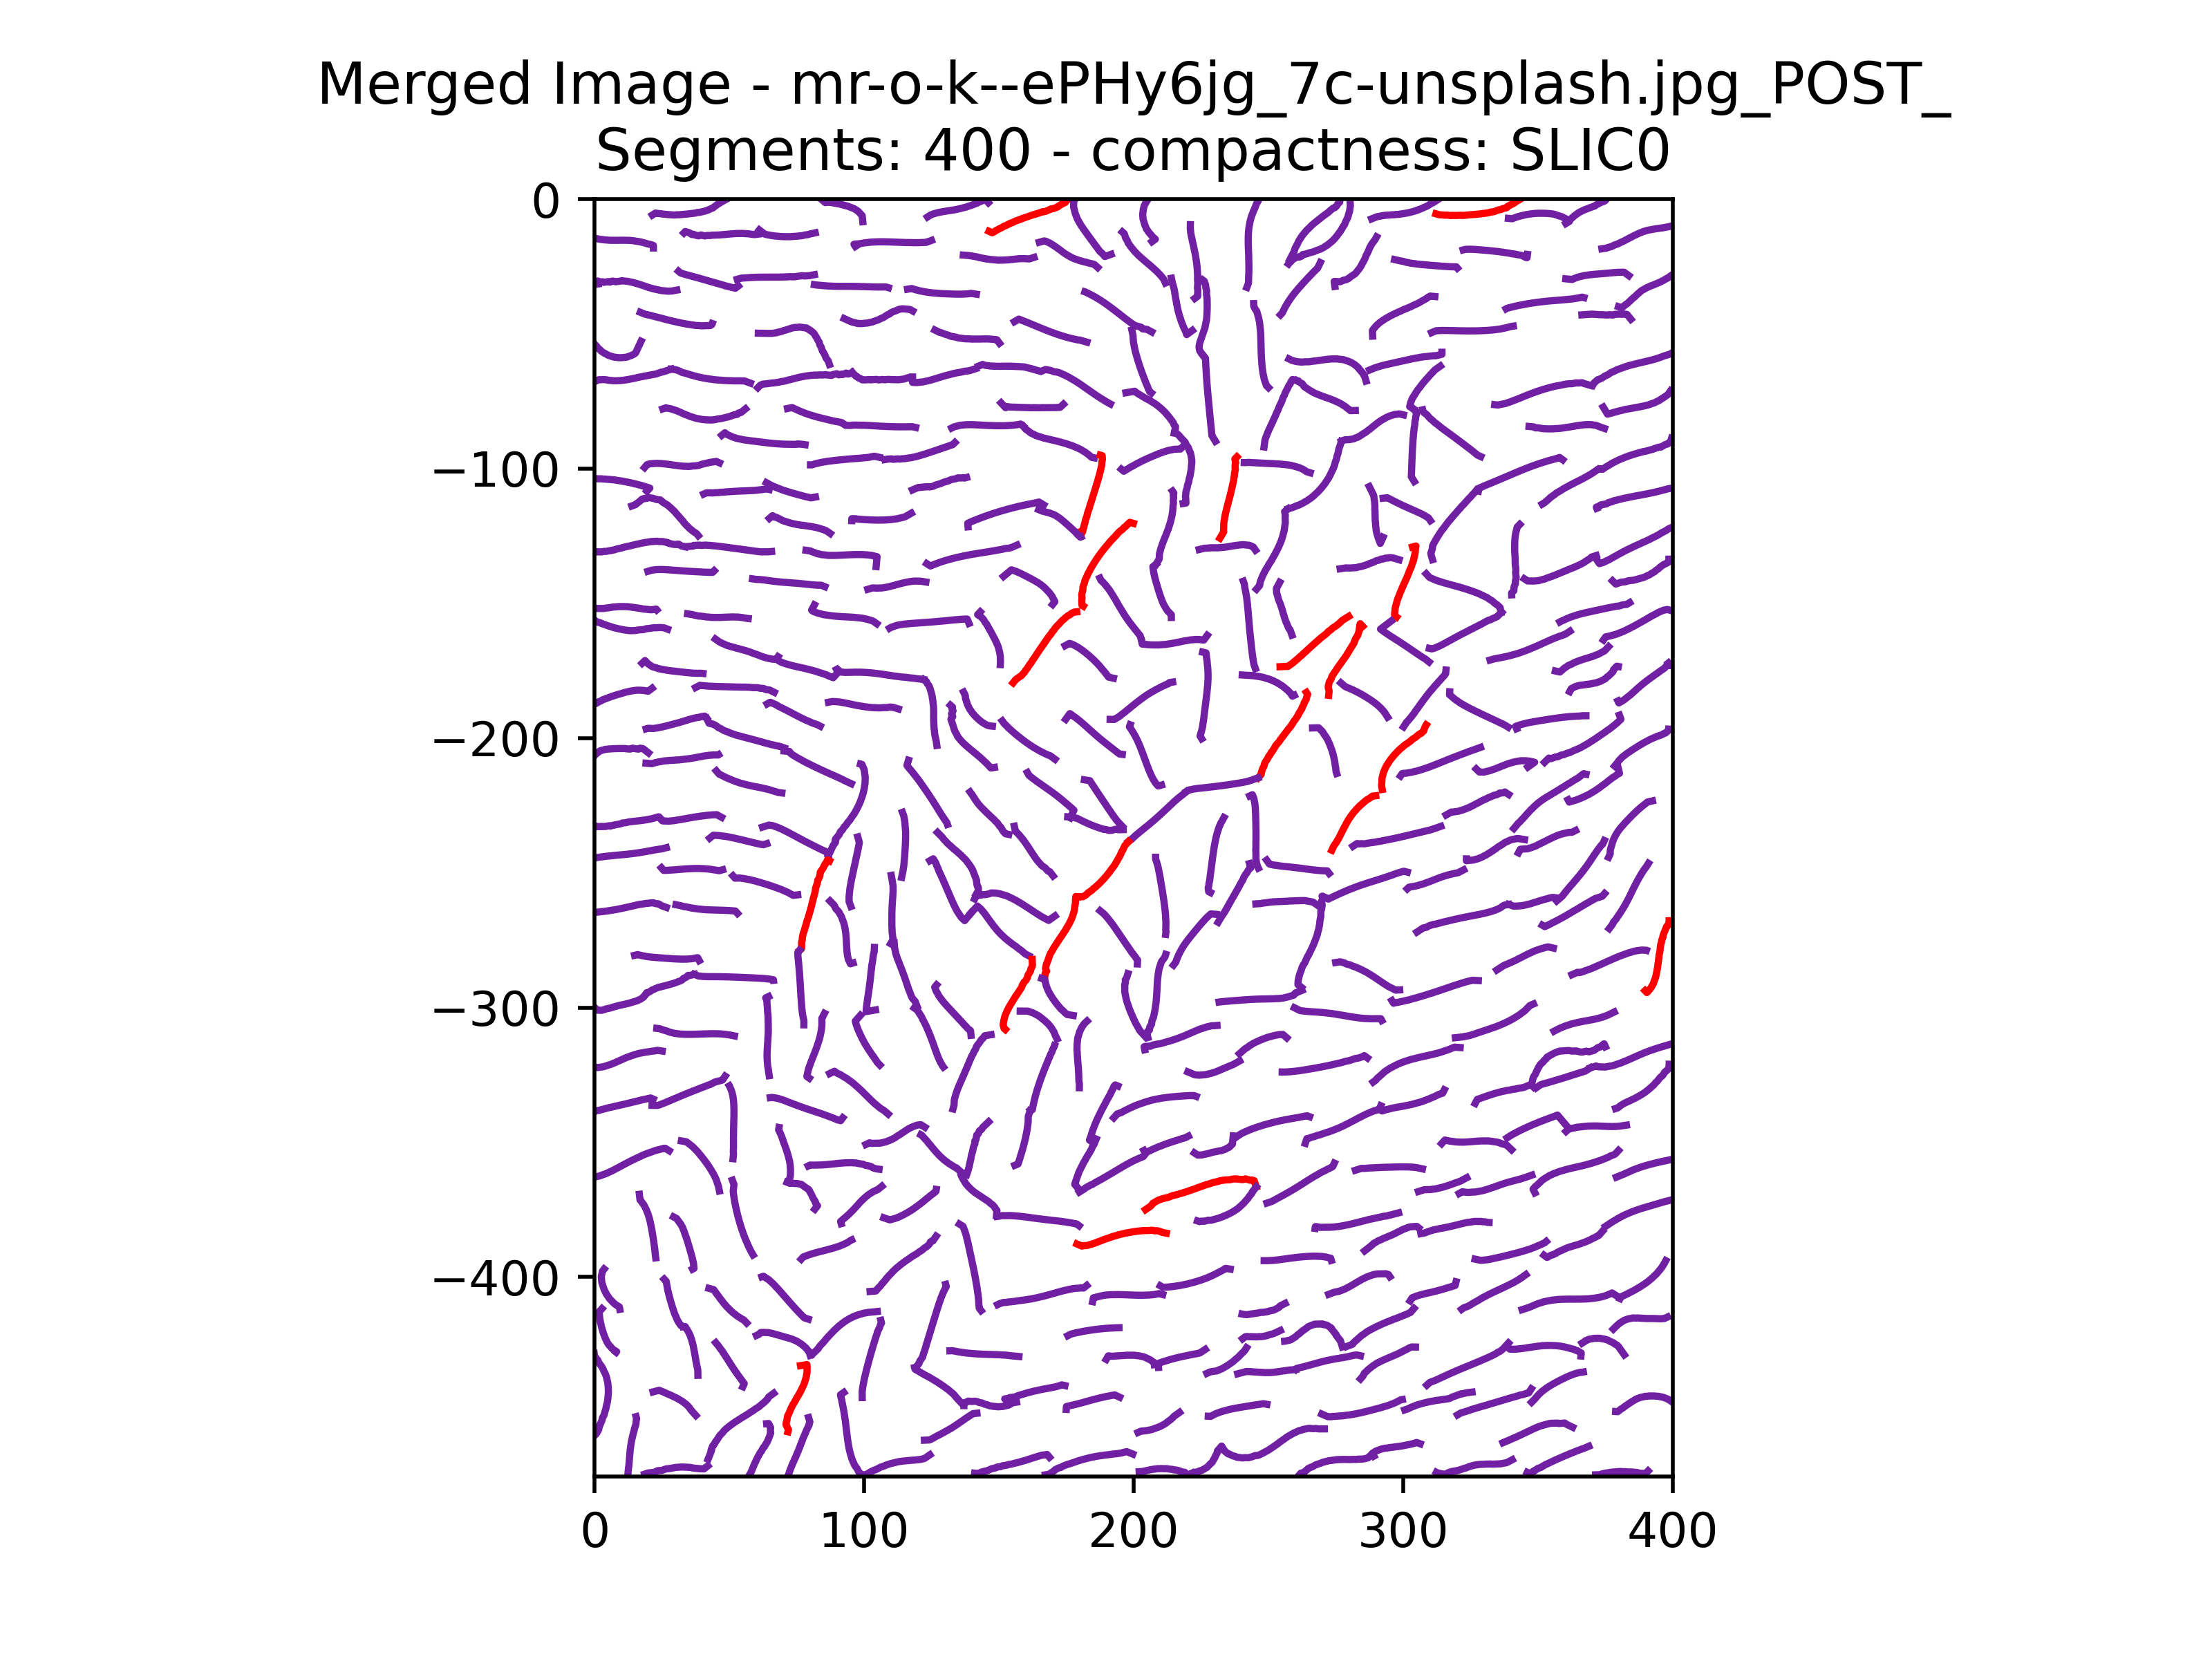 Merged Image - mr-o-k--ePHy6jg_7c-unsplash.jpg_POST_
Segments: 400 - compactness: SLIC0
0
−100
−200
−300
−400
0 100 200 300 400